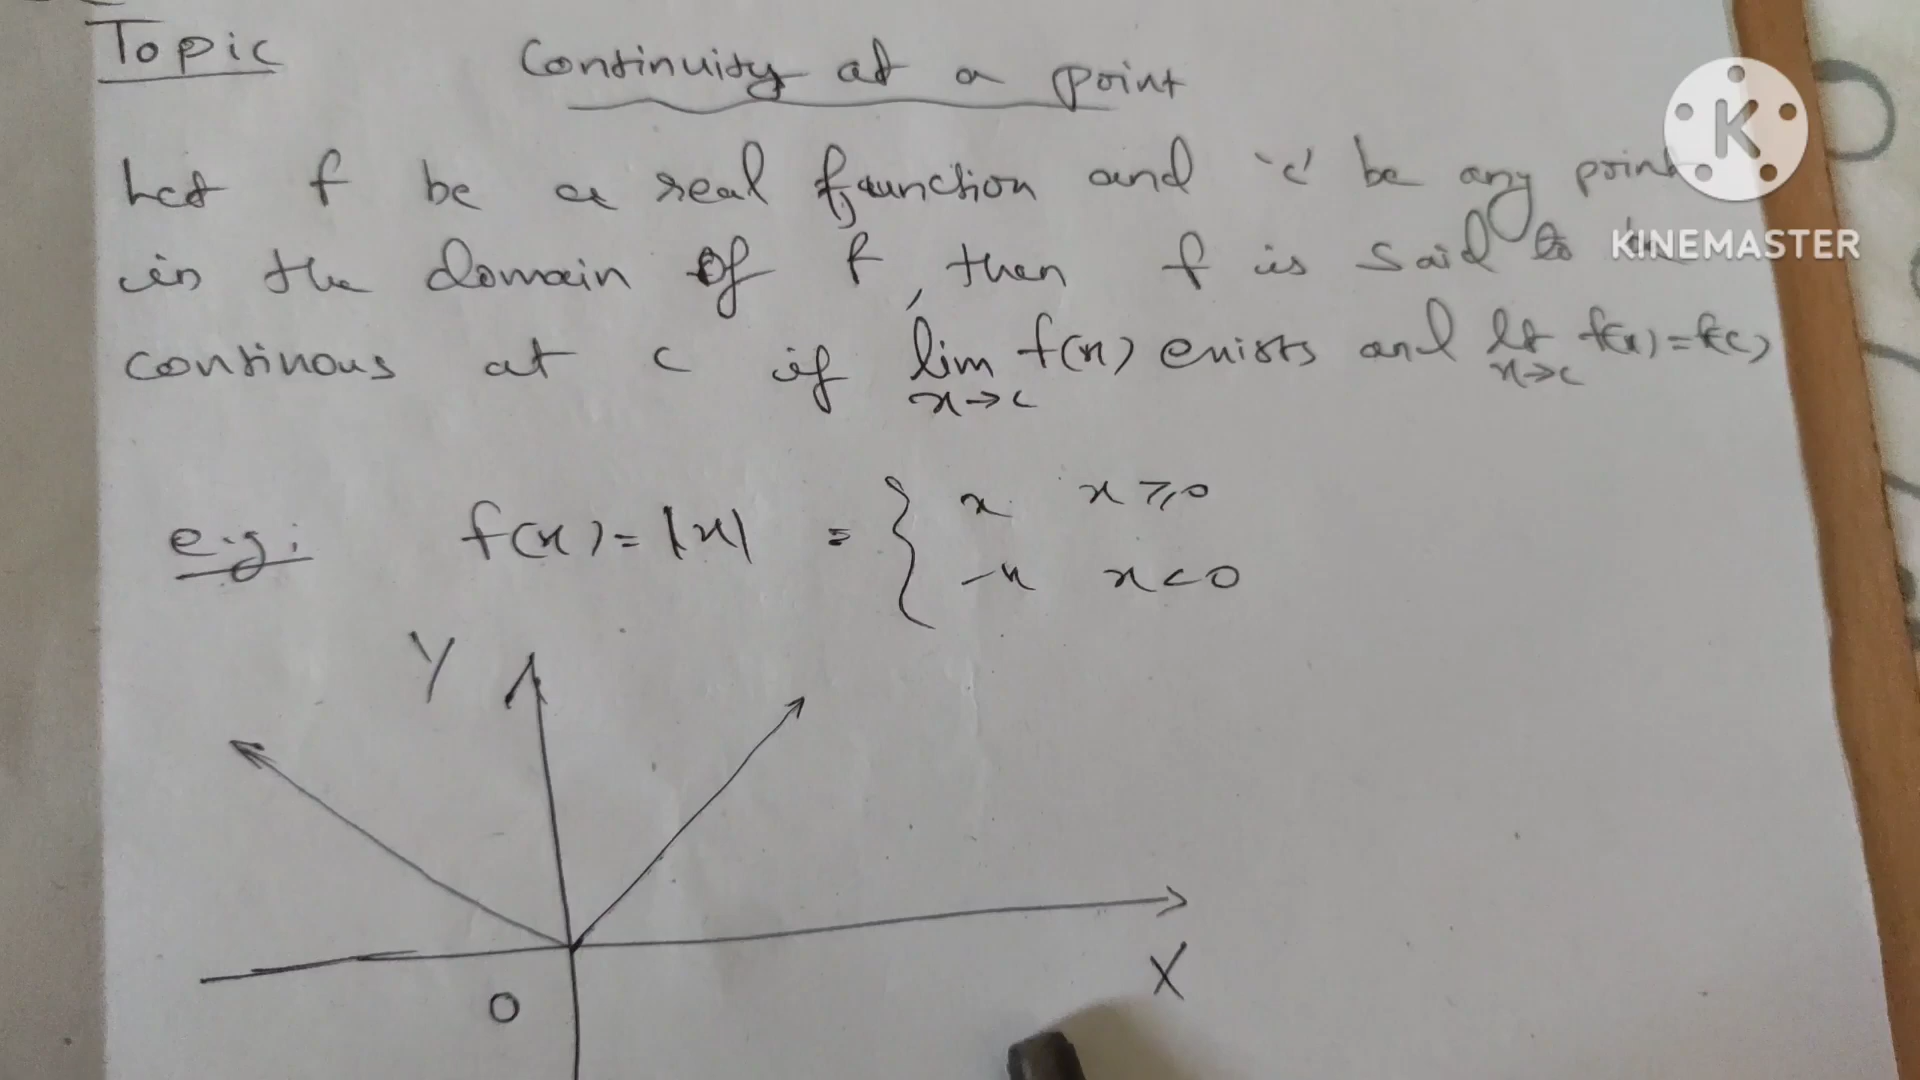 Topic
Continuity at a point
Let f be a real function and 'c' be any point
in the domain of f, then f is said to
continous at c if lim f(x) exists and lt f(x)=f(c)
x→c x→c
e.g: f(x)=|x| = { x x≥0
-x x<0
Y
O
X
K
KINEMASTER